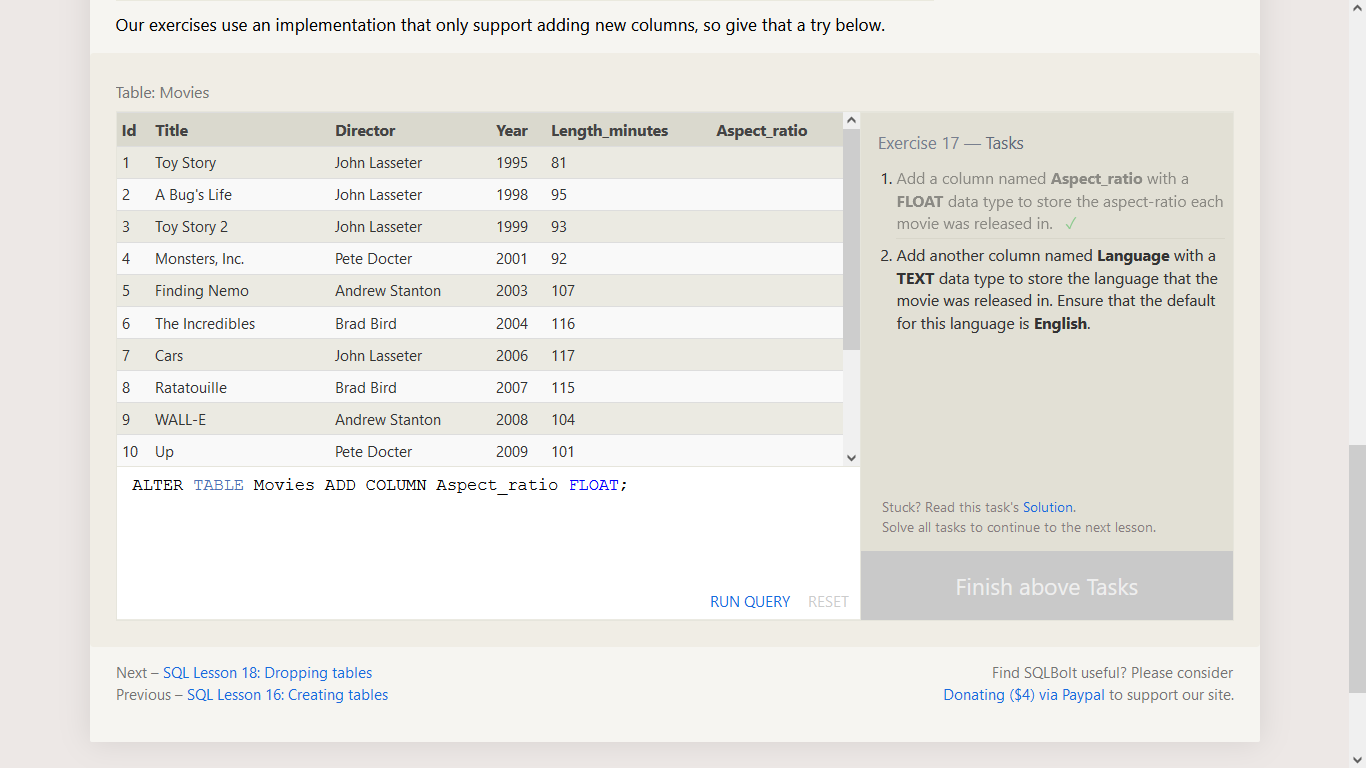 Our exercises use an implementation that only support adding new columns, so give that a try below.
Table: Movies
Id Title Director Year Length_minutes Aspect_ratio
1 Toy Story John Lasseter 1995 81
2 A Bug's Life John Lasseter 1998 95
3 Toy Story 2 John Lasseter 1999 93
4 Monsters, Inc. Pete Docter 2001 92
5 Finding Nemo Andrew Stanton 2003 107
6 The Incredibles Brad Bird 2004 116
7 Cars John Lasseter 2006 117
8 Ratatouille Brad Bird 2007 115
9 WALL-E Andrew Stanton 2008 104
10 Up Pete Docter 2009 101
ALTER TABLE Movies ADD COLUMN Aspect_ratio FLOAT;
RUN QUERY RESET
Exercise 17 — Tasks
1. Add a column named Aspect_ratio with a
FLOAT data type to store the aspect-ratio each
movie was released in. ✓
2. Add another column named Language with a
TEXT data type to store the language that the
movie was released in. Ensure that the default
for this language is English.
Stuck? Read this task's Solution.
Solve all tasks to continue to the next lesson.
Finish above Tasks
Next – SQL Lesson 18: Dropping tables
Previous – SQL Lesson 16: Creating tables
Find SQLBolt useful? Please consider
Donating ($4) via Paypal to support our site.